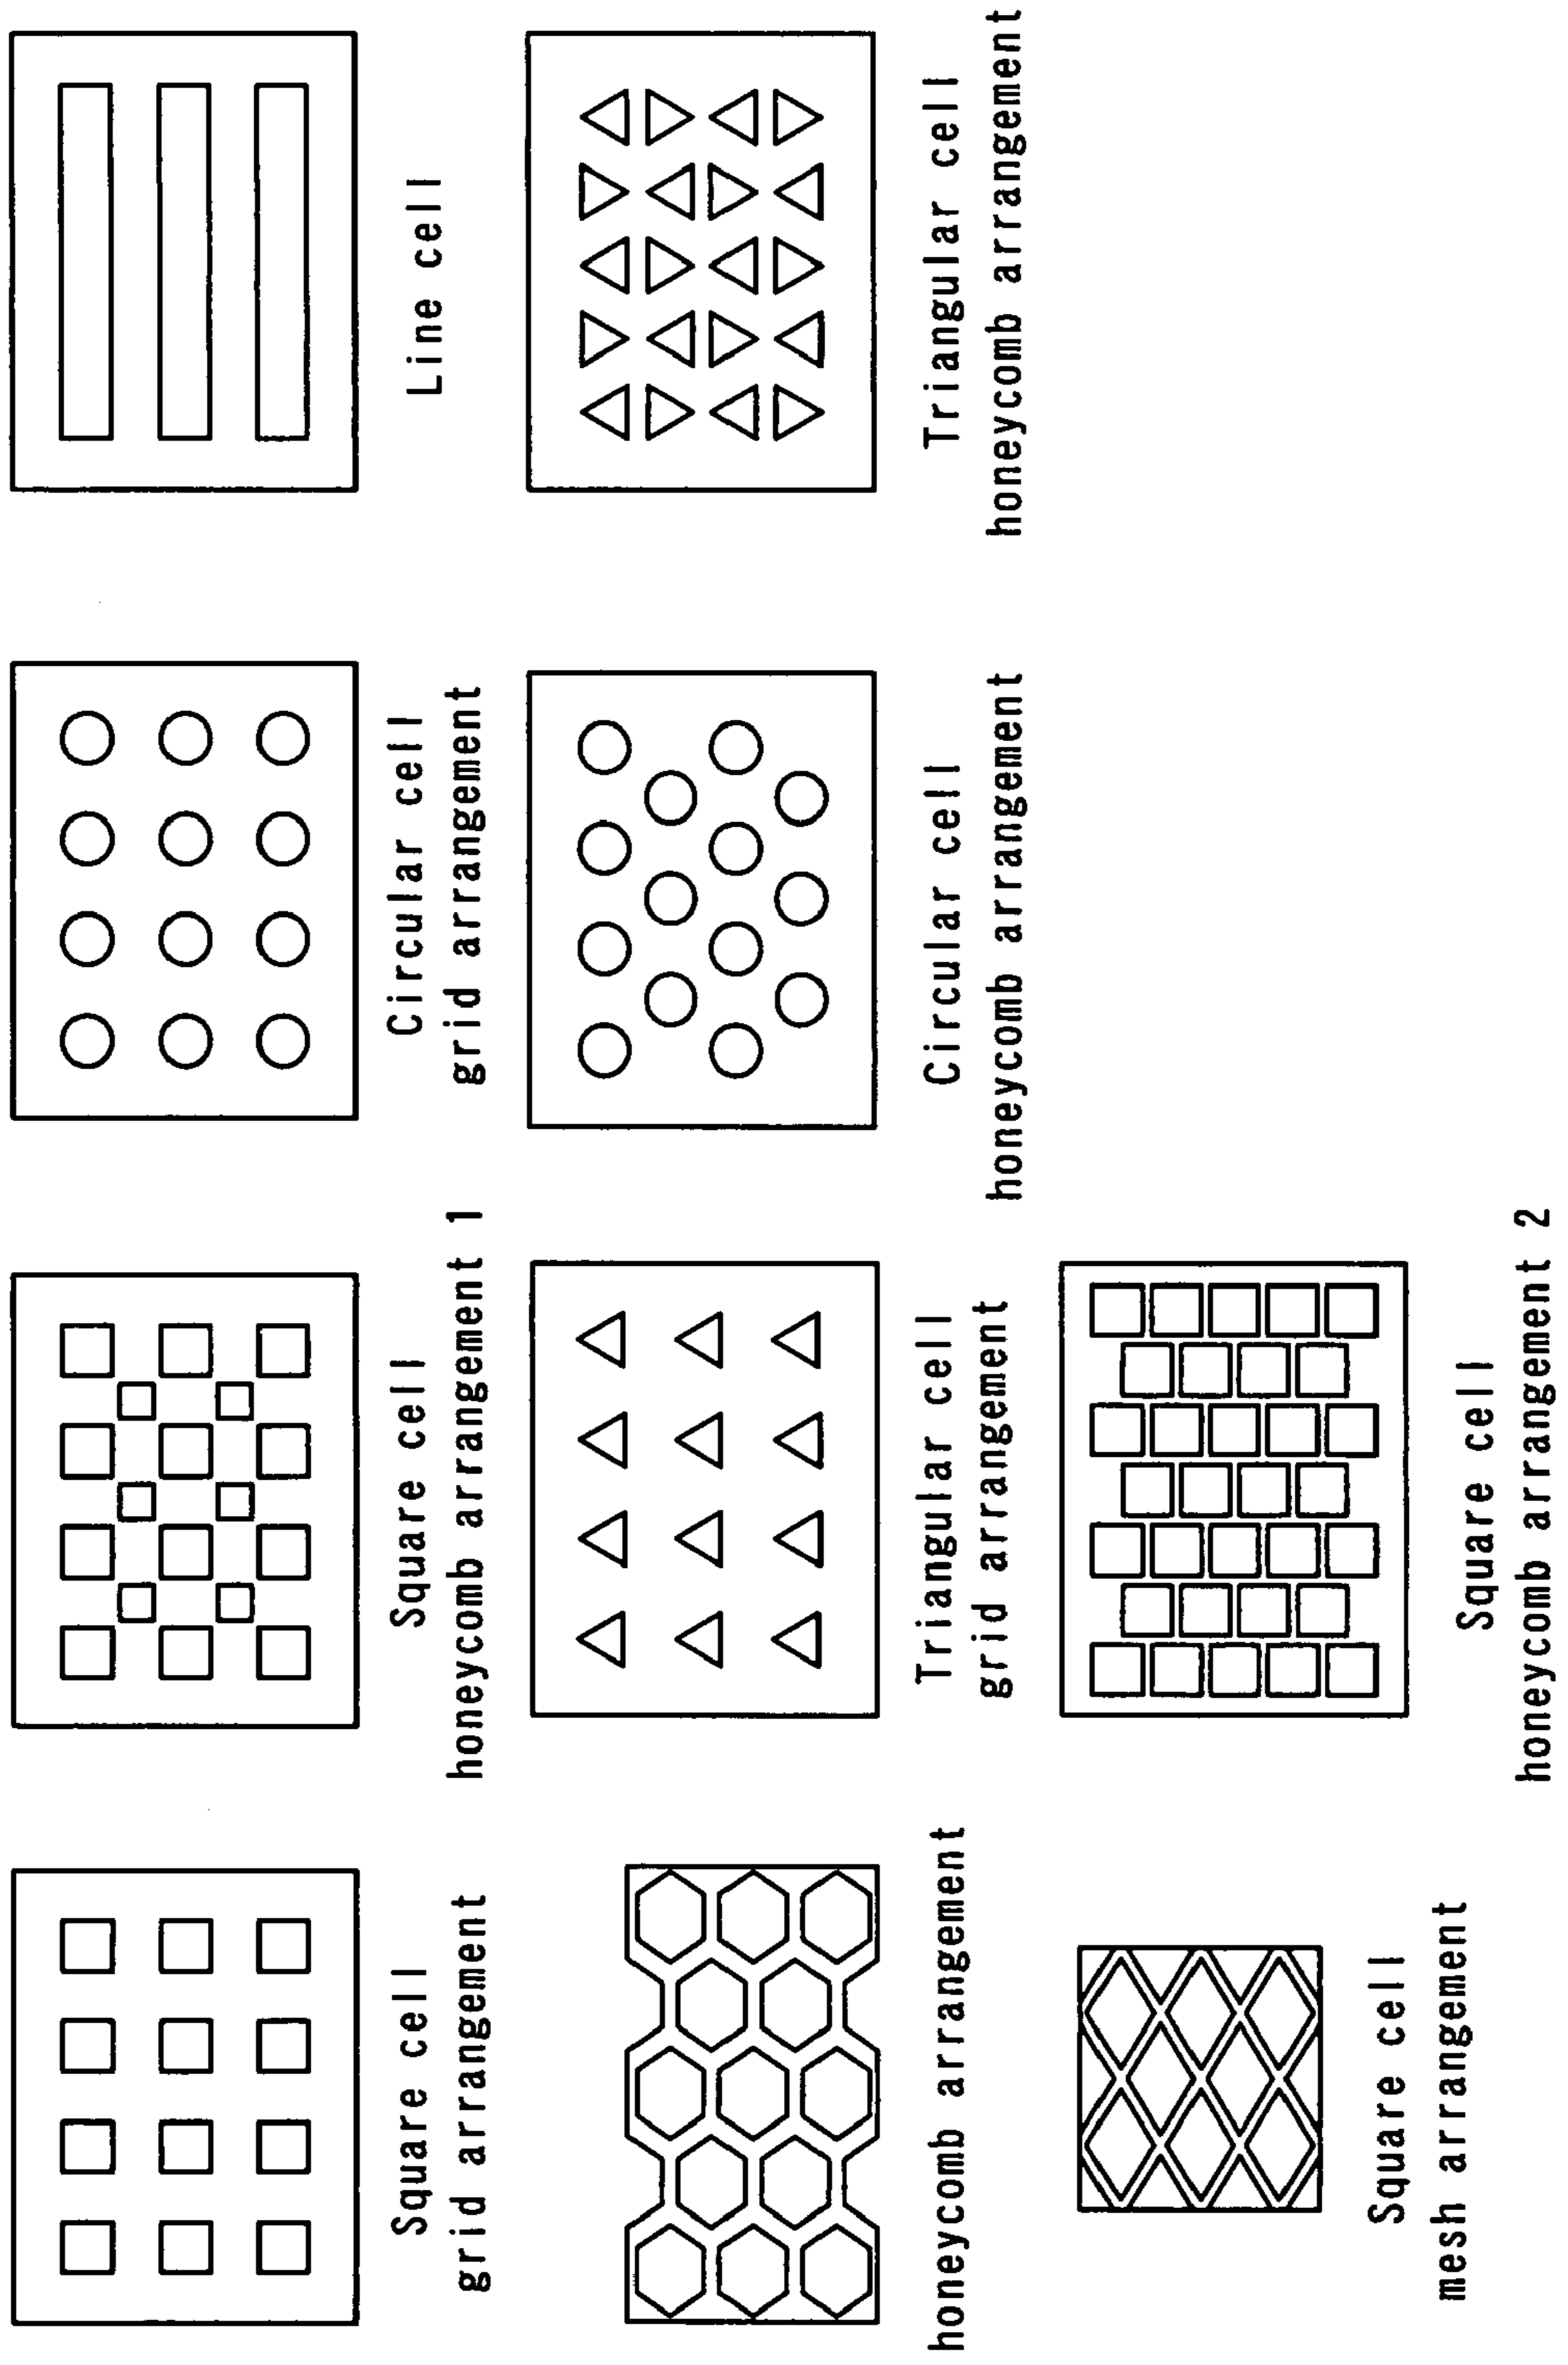 Square cell
grid arrangement
Square cell
honeycomb arrangement 1
Circular cell
grid arrangement
Line cell
honeycomb arrangement
Triangular cell
grid arrangement
Circular cell
honeycomb arrangement
Triangular cell
honeycomb arrangement
Square cell
mesh arrangement
Square cell
honeycomb arrangement 2